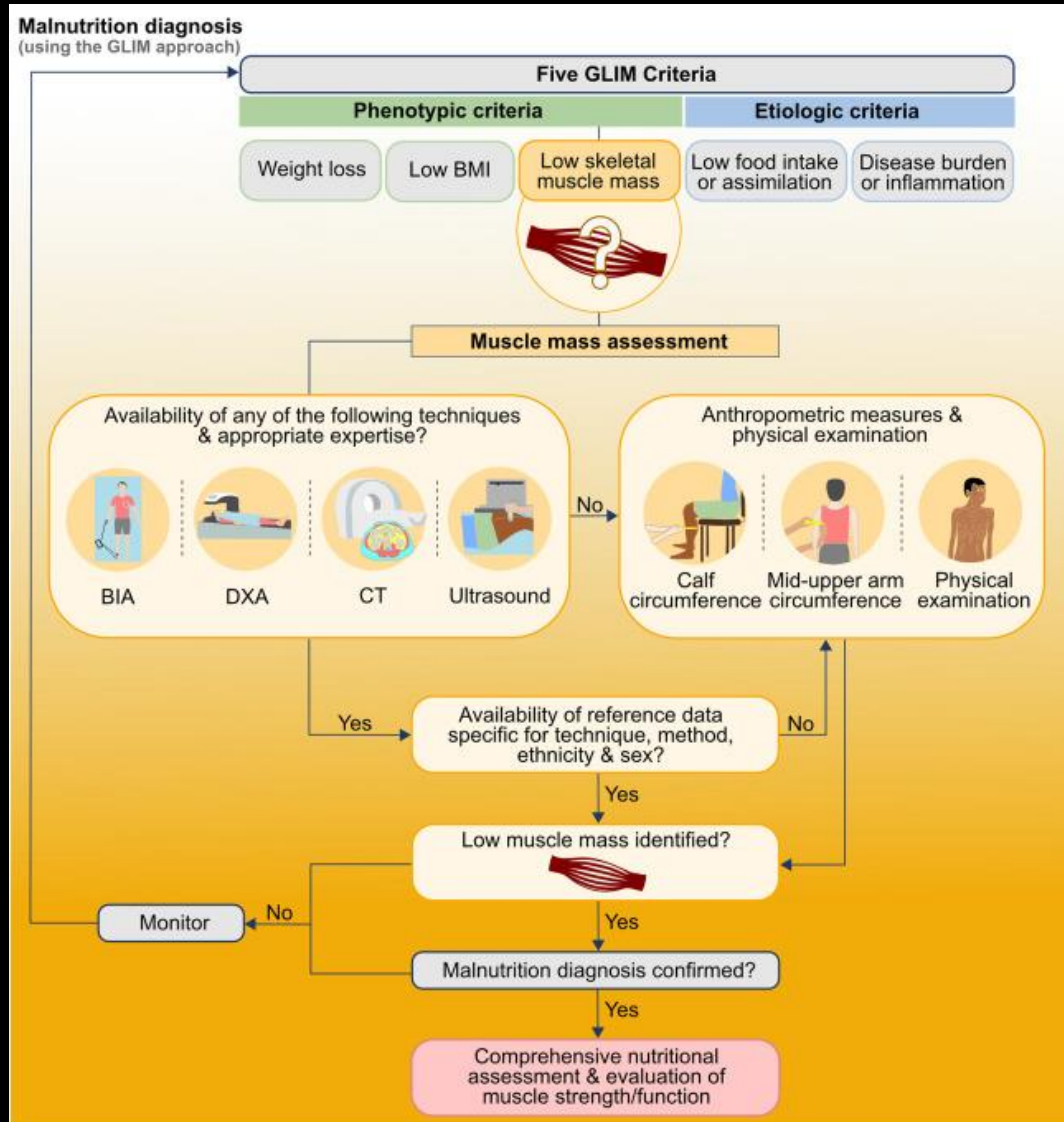 Malnutrition diagnosis
(using the GLIM approach)
Five GLIM Criteria
Phenotypic criteria
Etiologic criteria
Weight loss
Low BMI
Low skeletal
muscle mass
Low food intake
or assimilation
Disease burden
or inflammation
?
Muscle mass assessment
Availability of any of the following techniques
& appropriate expertise?
BIA
DXA
CT
Ultrasound
No
Anthropometric measures &
physical examination
Calf
circumference
Mid-upper arm
circumference
Physical
examination
Yes
Availability of reference data
specific for technique, method,
ethnicity & sex?
No
Yes
Low muscle mass identified?
No
Monitor
Yes
Malnutrition diagnosis confirmed?
Yes
Comprehensive nutritional
assessment & evaluation of
muscle strength/function